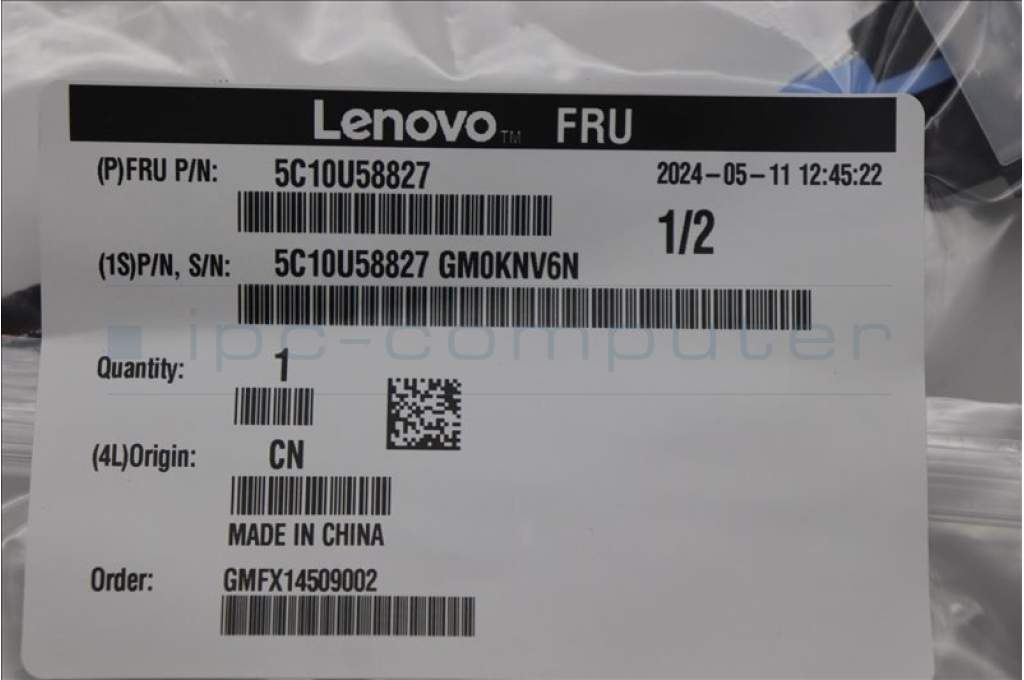 Lenovo™ FRU
(P)FRU P/N: 5C10U58827 2024-05-11 12:45:22
1/2
(1S)P/N, S/N: 5C10U58827 GM0KNV6N
ipc-computer
Quantity: 1
(4L)Origin: CN
MADE IN CHINA
Order: GMFX14509002